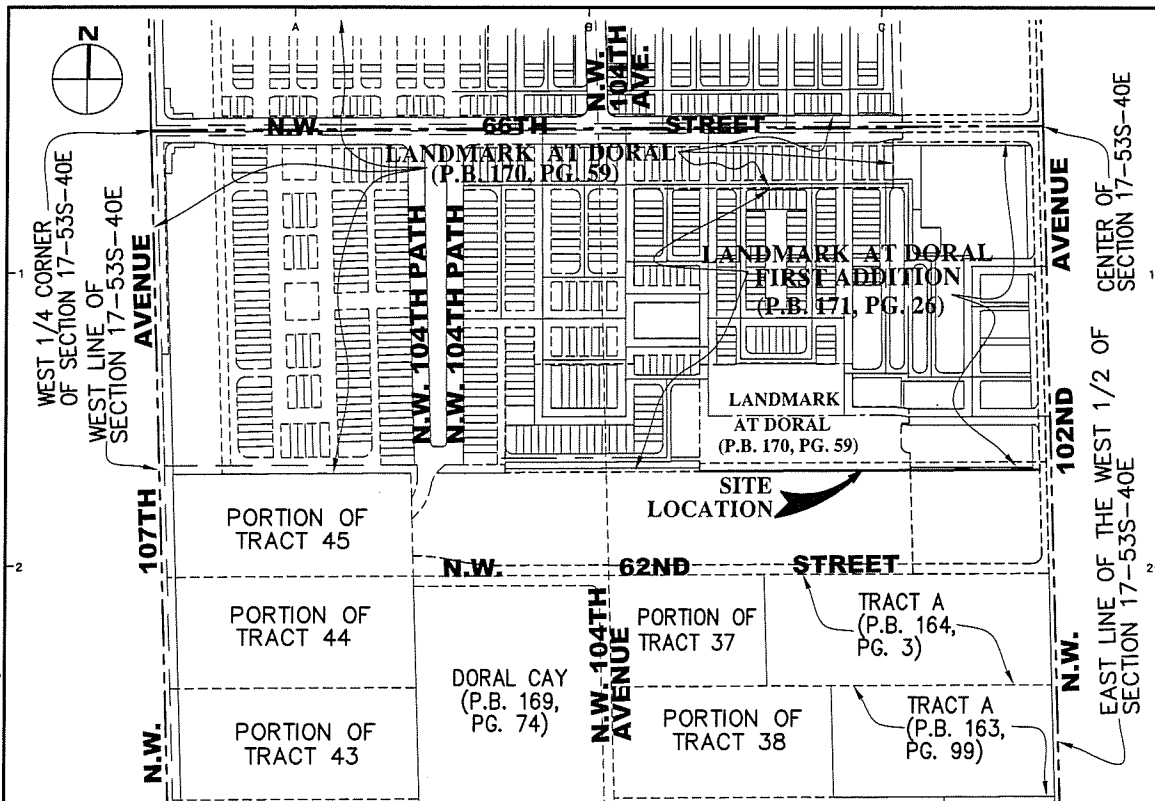 A
B
C
N
N.W.
104TH
AVE.
N.W. 66TH STREET
LANDMARK AT DORAL
(P.B. 170, PG. 59)
WEST 1/4 CORNER
OF SECTION 17-53S-40E
WEST LINE OF
SECTION 17-53S-40E
AVENUE
107TH
N.W.
1
2
N.W. 104TH PATH
N.W. 104TH PATH
LANDMARK AT DORAL
FIRST ADDITION
(P.B. 171, PG. 26)
LANDMARK
AT DORAL
(P.B. 170, PG. 59)
SITE
LOCATION
AVENUE
102ND
N.W.
CENTER OF
SECTION 17-53S-40E
EAST LINE OF THE WEST 1/2 OF
SECTION 17-53S-40E
1
2
PORTION OF
TRACT 45
N.W. 62ND STREET
PORTION OF
TRACT 44
PORTION OF
TRACT 43
DORAL CAY
(P.B. 169,
PG. 74)
N.W. 104TH
AVENUE
PORTION OF
TRACT 37
TRACT A
(P.B. 164,
PG. 3)
PORTION OF
TRACT 38
TRACT A
(P.B. 163,
PG. 99)